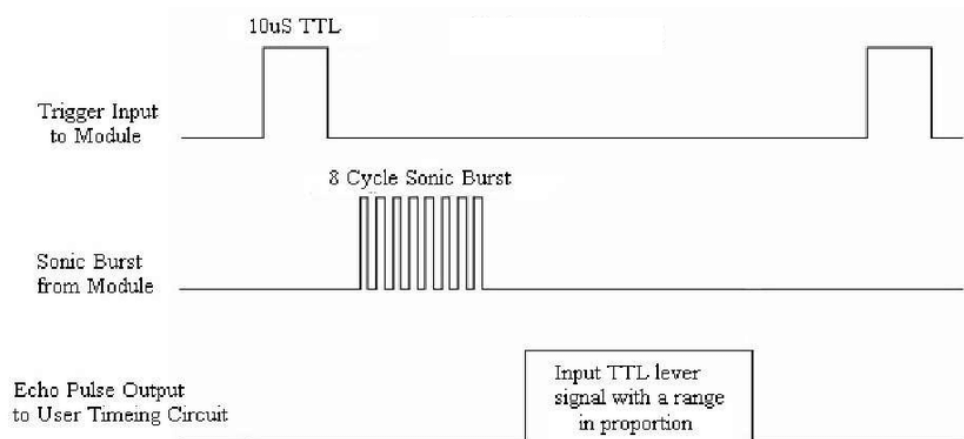 10uS TTL
Trigger Input
to Module
8 Cycle Sonic Burst
Sonic Burst
from Module
Echo Pulse Output
to User Timeing Circuit
Input TTL lever
signal with a range
in proportion